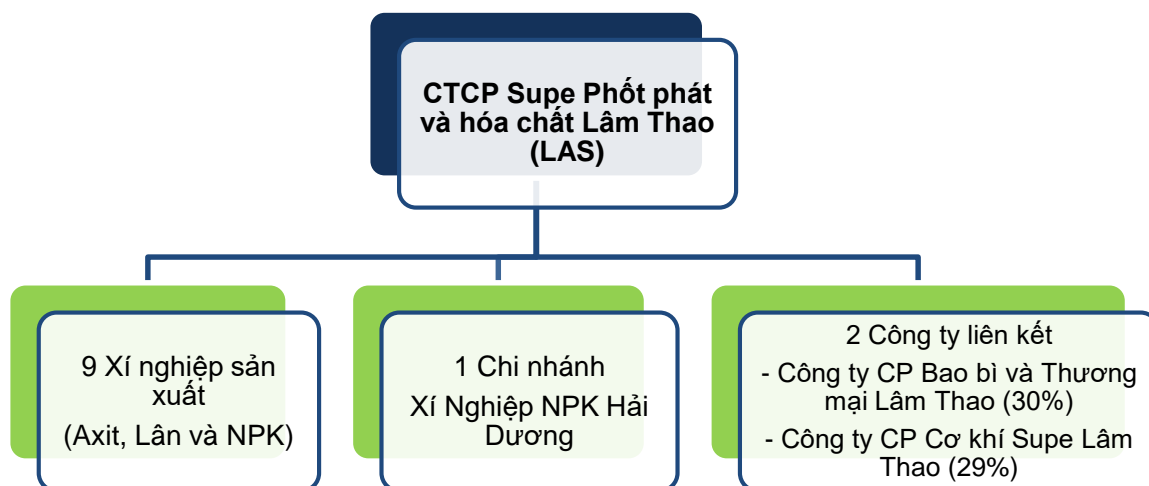 CTCP Supe Phốt phát
và hóa chất Lâm Thao
(LAS)
9 Xí nghiệp sản
xuất
(Axit, Lân và NPK)
1 Chi nhánh
Xí Nghiệp NPK Hải
Dương
2 Công ty liên kết
- Công ty CP Bao bì và Thương
mại Lâm Thao (30%)
- Công ty CP Cơ khí Supe Lâm
Thao (29%)